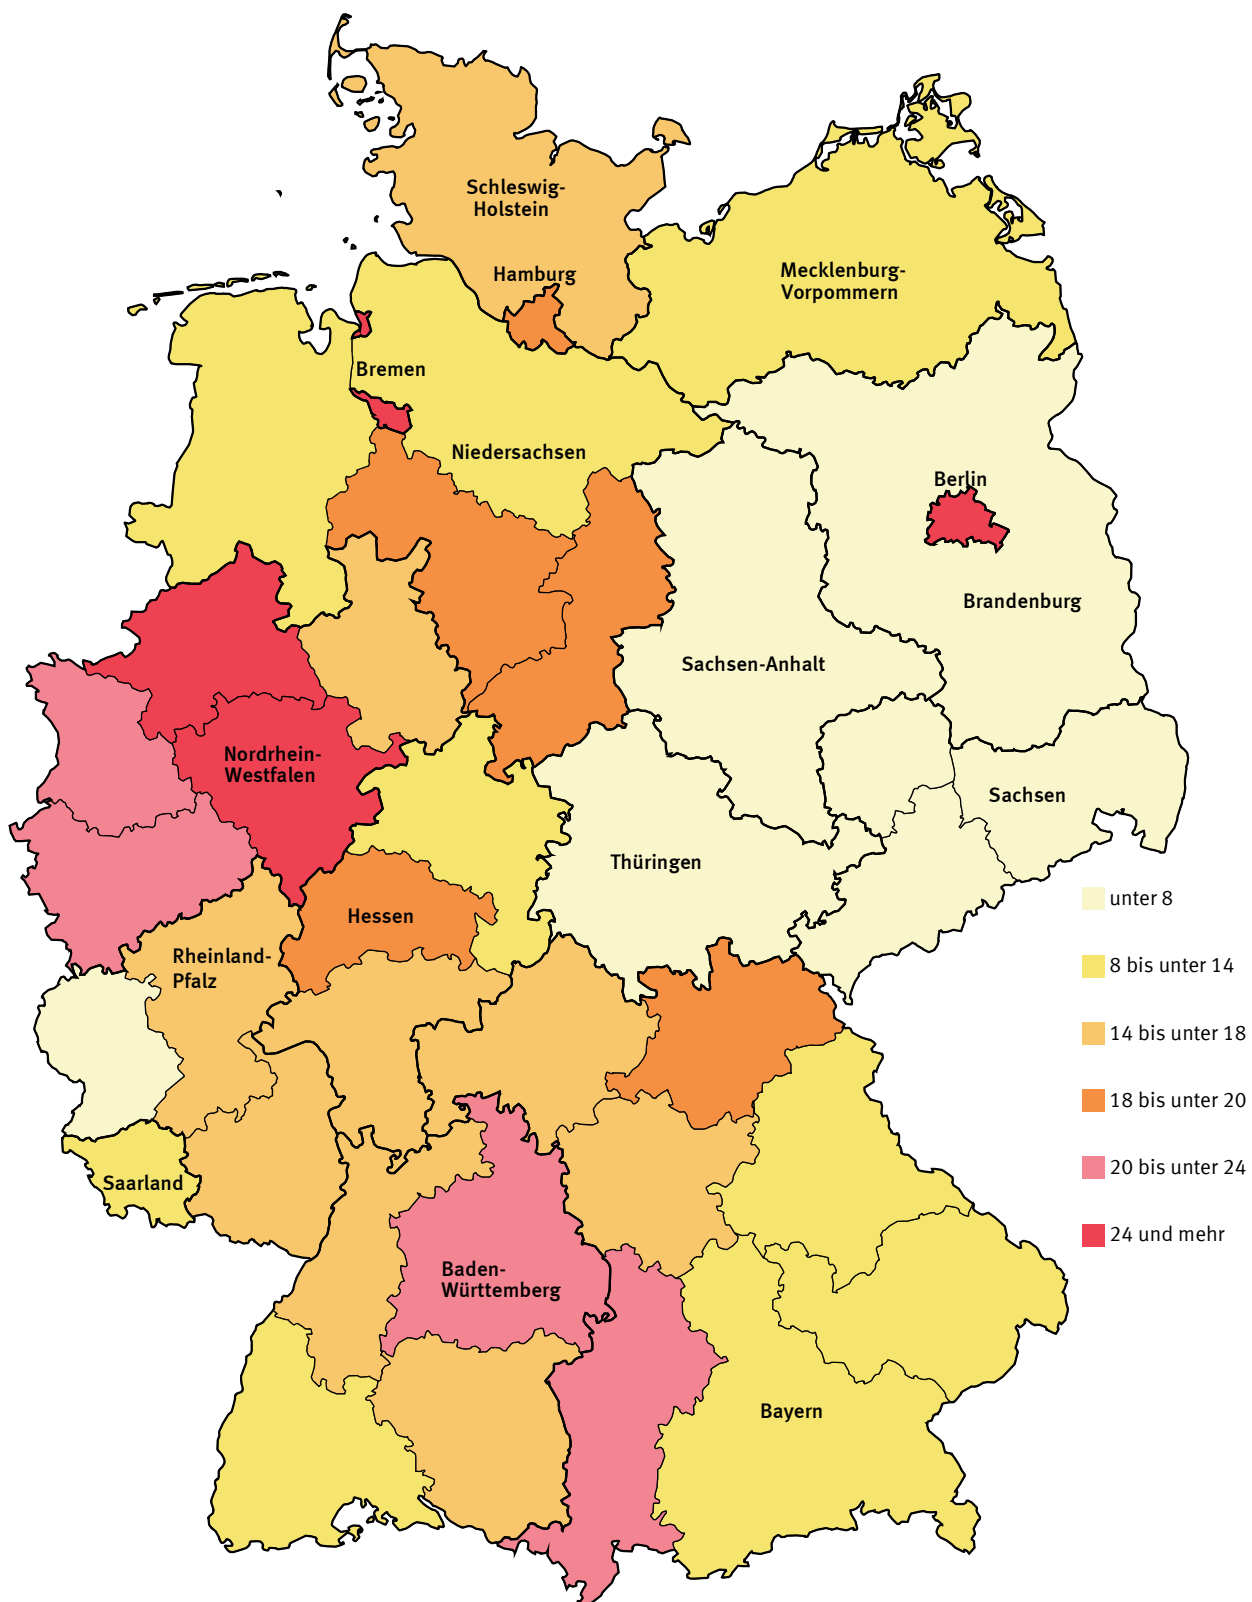 Schleswig-
Holstein
Hamburg
Mecklenburg-
Vorpommern
Bremen
Niedersachsen
Berlin
Brandenburg
Sachsen-Anhalt
Nordrhein-
Westfalen
Sachsen
Thüringen
Hessen
Rheinland-
Pfalz
Saarland
Baden-
Württemberg
Bayern
unter 8
8 bis unter 14
14 bis unter 18
18 bis unter 20
20 bis unter 24
24 und mehr